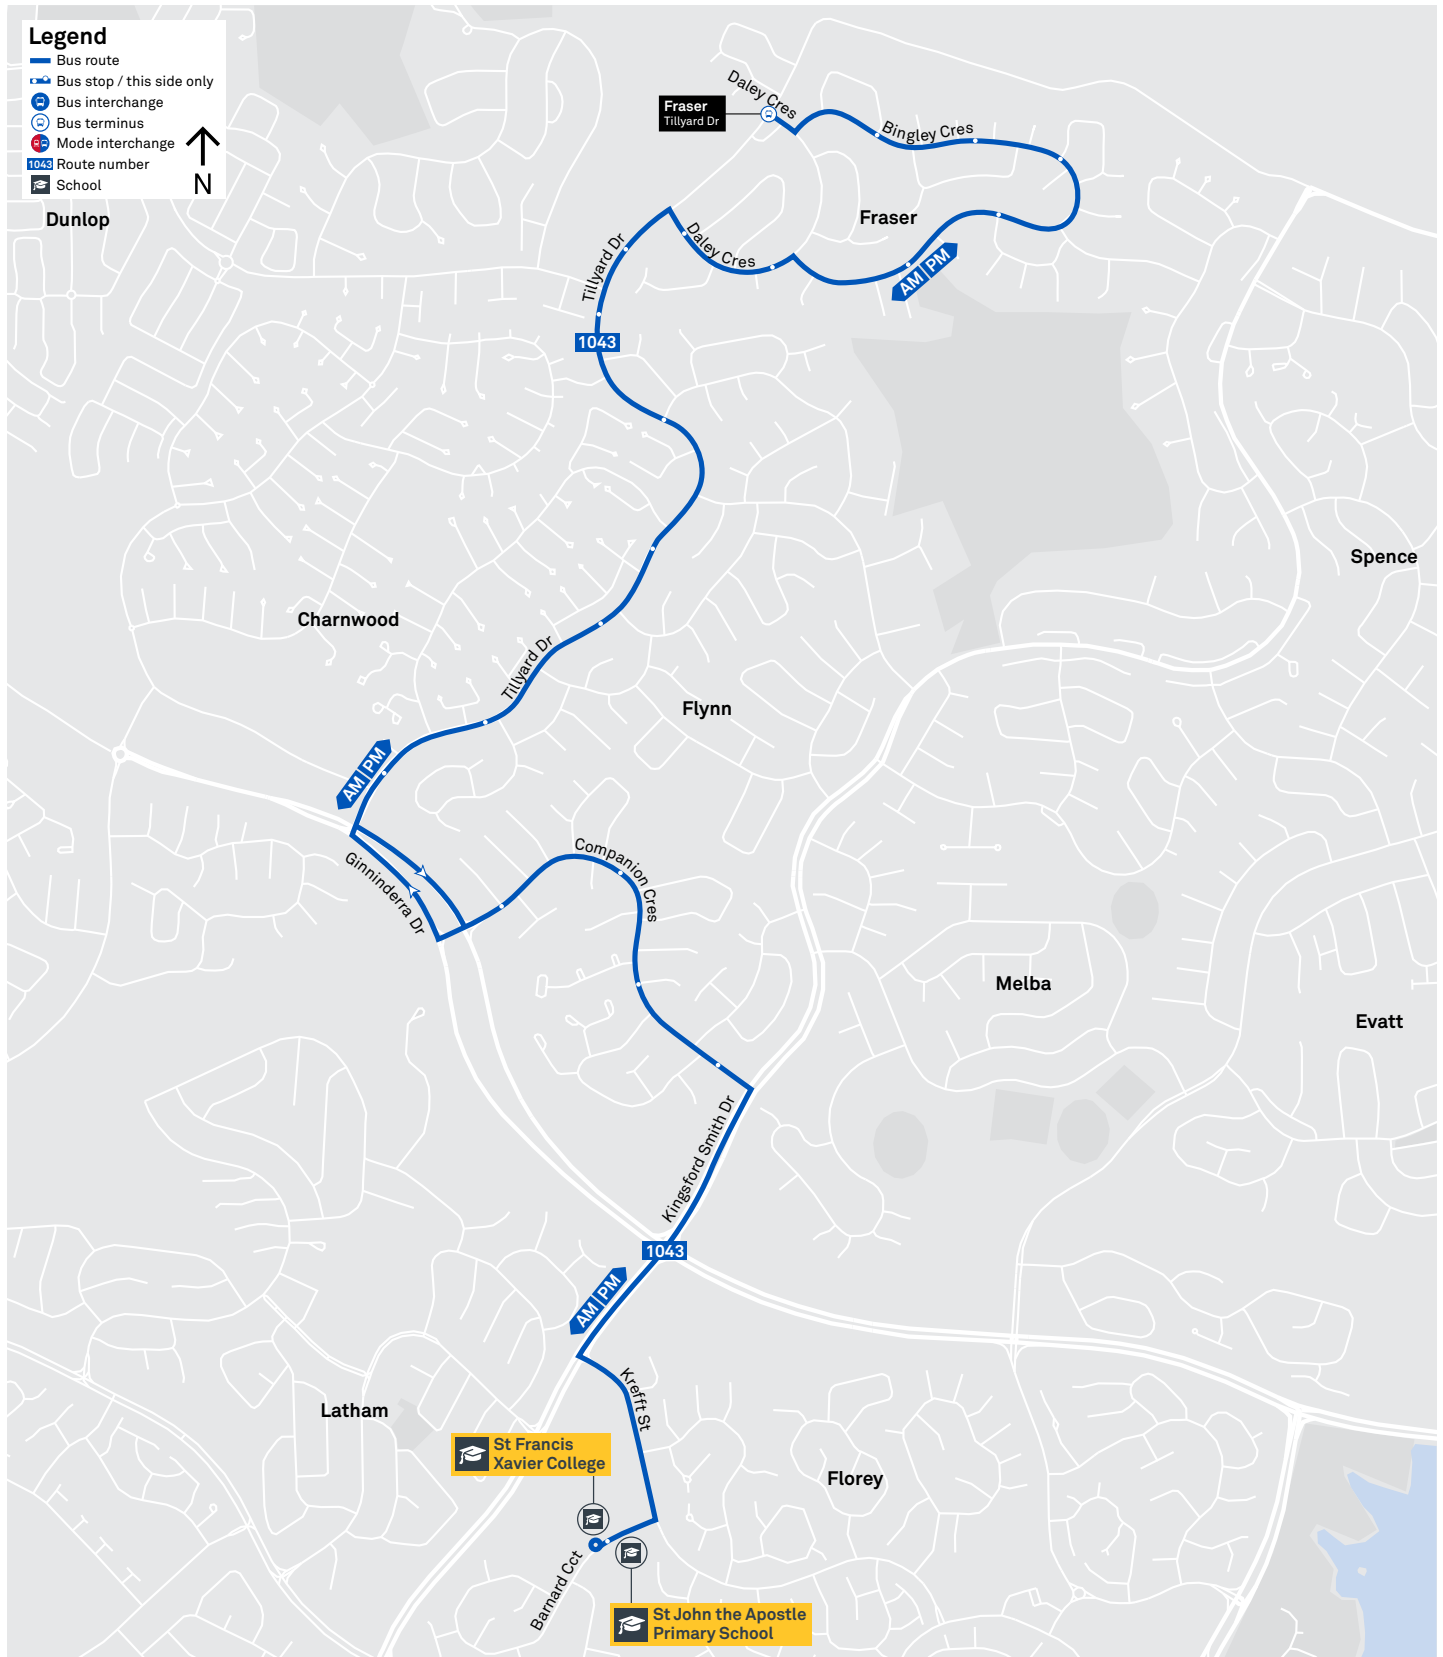 Legend
Bus route
Bus stop / this side only
Bus interchange
Bus terminus
Mode interchange
1043 Route number
School
N
Dunlop
Daley Cres
Fraser
Tillyard Dr
Bingley Cres
Fraser
Daley Cres
Tillyard Dr
AM PM
1043
Spence
Charnwood
Tillyard Dr
Flynn
AM PM
Companion Cres
Ginninderra Dr
Melba
Evatt
Kingsford Smith Dr
1043
AM PM
Krefft St
Latham
St Francis
Xavier College
Florey
Barnard Cct
St John the Apostle
Primary School